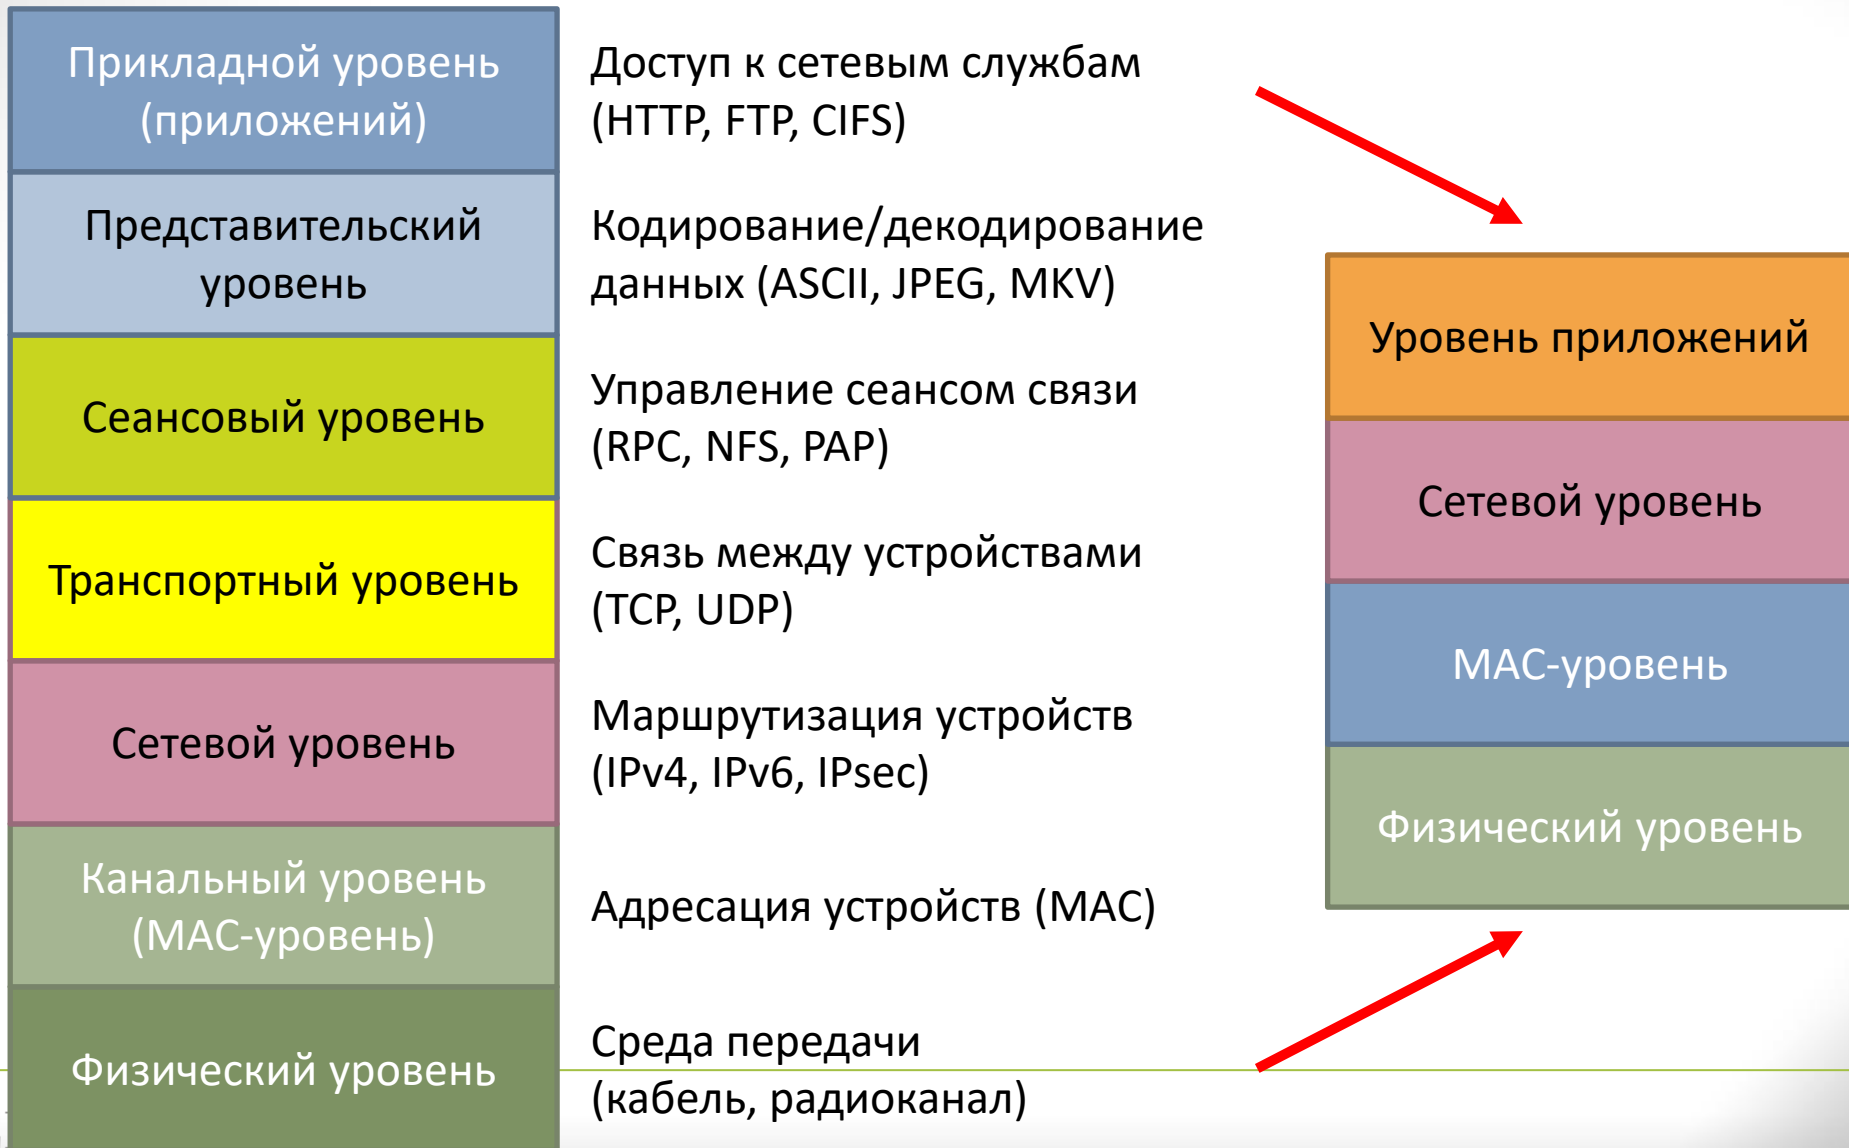 Прикладной уровень
(приложений)
Доступ к сетевым службам
(HTTP, FTP, CIFS)
Представительский
уровень
Кодирование/декодирование
данных (ASCII, JPEG, MKV)
Сеансовый уровень
Управление сеансом связи
(RPC, NFS, PAP)
Транспортный уровень
Связь между устройствами
(TCP, UDP)
Сетевой уровень
Маршрутизация устройств
(IPv4, IPv6, IPsec)
Канальный уровень
(MAC-уровень)
Адресация устройств (MAC)
Физический уровень
Среда передачи
(кабель, радиоканал)
Уровень приложений
Сетевой уровень
MAC-уровень
Физический уровень